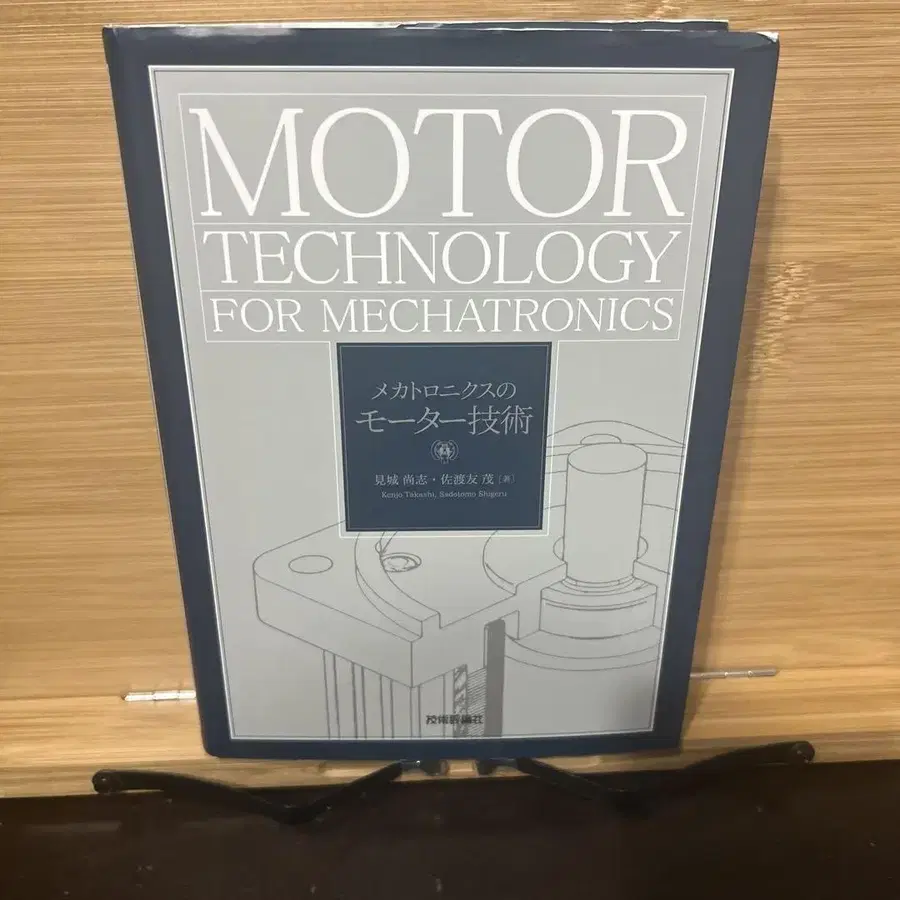 MOTOR
TECHNOLOGY
FOR MECHATRONICS
メカトロニクスの
モーター技術
見城 尚志・佐渡友 茂 [著]
Kenjo Takashi, Sadotomo Shigeru
技術評論社